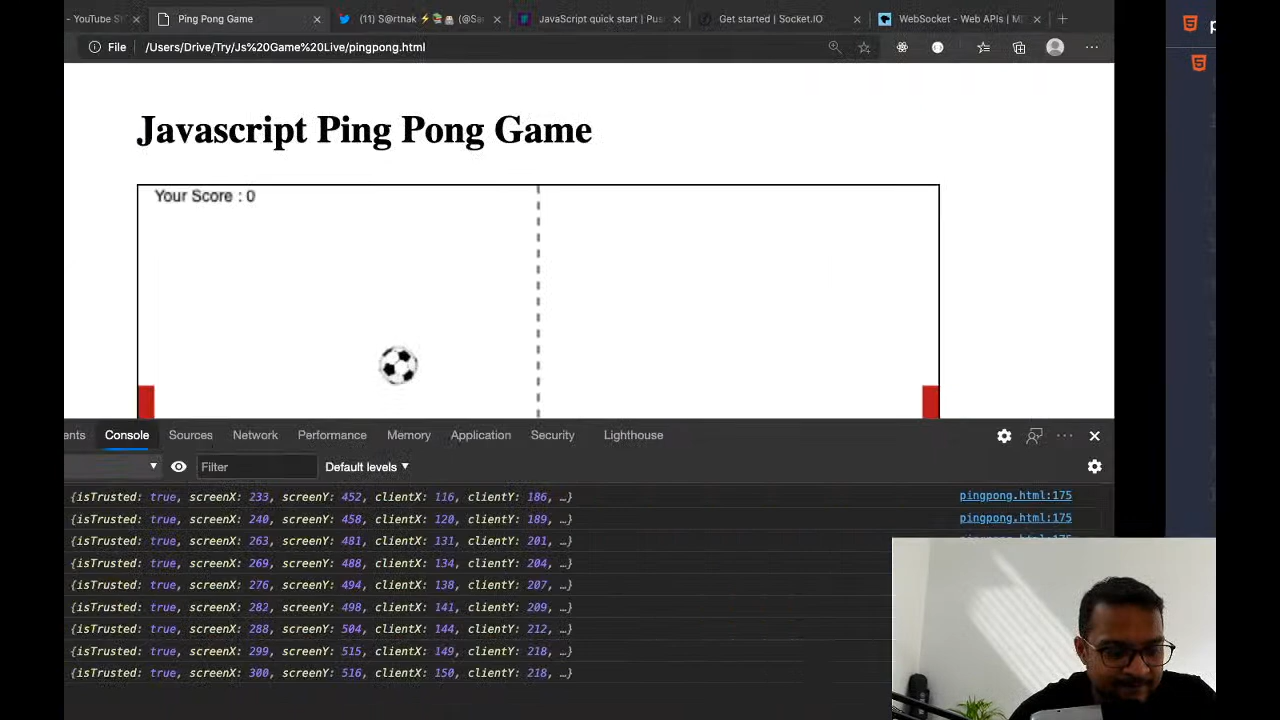 - YouTube ST
Ping Pong Game
(11) S@rthak ⚡📚👨‍💻 (@Sa
JavaScript quick start | Pus
Get started | Socket.IO
WebSocket - Web APIs | M
File
/Users/Drive/Try/Js%20Game%20Live/pingpong.html
Javascript Ping Pong Game
Your Score : 0
ents
Console
Sources
Network
Performance
Memory
Application
Security
Lighthouse
Filter
Default levels ▼
{isTrusted: true, screenX: 233, screenY: 452, clientX: 116, clientY: 186, …}
pingpong.html:175
{isTrusted: true, screenX: 240, screenY: 458, clientX: 120, clientY: 189, …}
pingpong.html:175
{isTrusted: true, screenX: 263, screenY: 481, clientX: 131, clientY: 201, …}
{isTrusted: true, screenX: 269, screenY: 488, clientX: 134, clientY: 204, …}
{isTrusted: true, screenX: 276, screenY: 494, clientX: 138, clientY: 207, …}
{isTrusted: true, screenX: 282, screenY: 498, clientX: 141, clientY: 209, …}
{isTrusted: true, screenX: 288, screenY: 504, clientX: 144, clientY: 212, …}
{isTrusted: true, screenX: 299, screenY: 515, clientX: 149, clientY: 218, …}
{isTrusted: true, screenX: 300, screenY: 516, clientX: 150, clientY: 218, …}